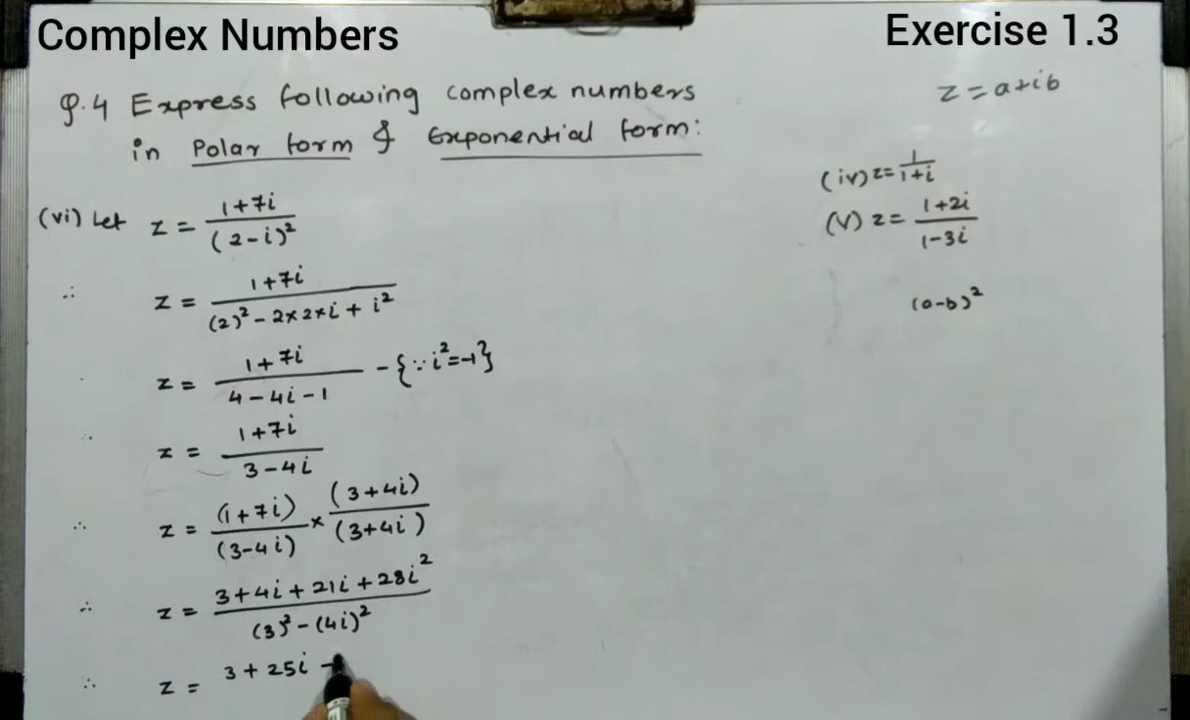 Complex Numbers
Exercise 1.3
Q.4 Express following complex numbers
in Polar form & Exponential form:
z = a+ib
(iv) z = 1/(1+i)
(v) z = (1+2i)/(1-3i)
(a-b)²
(vi) Let z = (1+7i)/(2-i)²
∴ z = (1+7i)/((2)² - 2×2×i + i²)
z = (1+7i)/(4-4i-1) - {∵ i²=-1}
∴ z = (1+7i)/(3-4i)
∴ z = (1+7i)/(3-4i) × (3+4i)/(3+4i)
∴ z = (3+4i+21i+28i²)/((3)²-(4i)²)
∴ z = 3+25i -